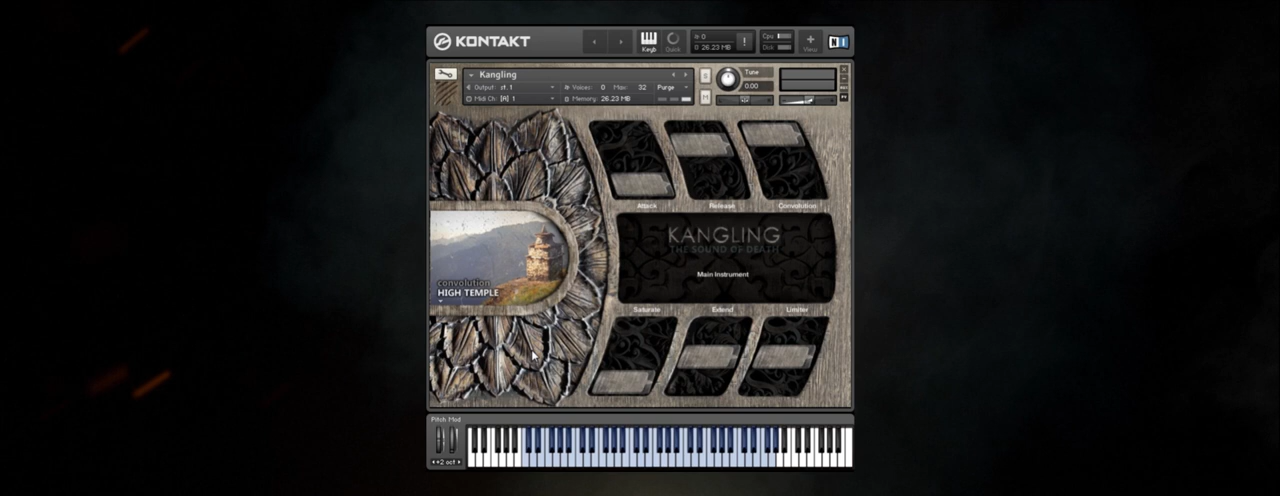 KONTAKT
Keyb
Quick
0
26.23 MB
!
Cpu
Disk
View
NI
Kangling
Output: st.1
Voices: 0 Max: 32 Purge
Midi Ch: [A] 1
Memory: 26.23 MB
S
M
Tune
0.00
Attack
Release
Convolution
KANGLING
THE SOUND OF DEATH
Main Instrument
convolution
HIGH TEMPLE
Saturate
Extend
Limiter
Pitch Mod
+2 oct